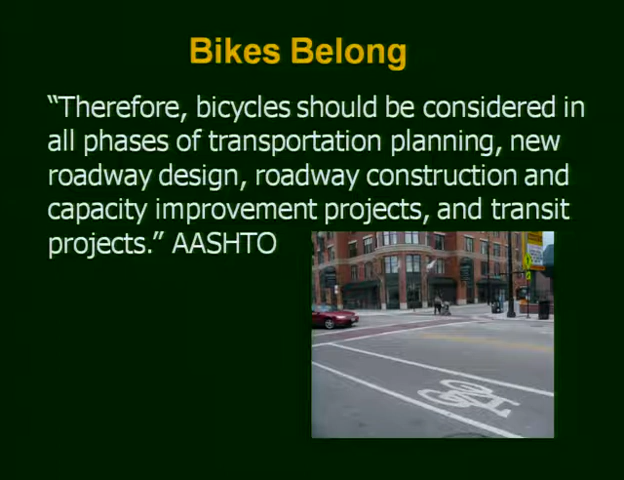 Bikes Belong
“Therefore, bicycles should be considered in
all phases of transportation planning, new
roadway design, roadway construction and
capacity improvement projects, and transit
projects.” AASHTO